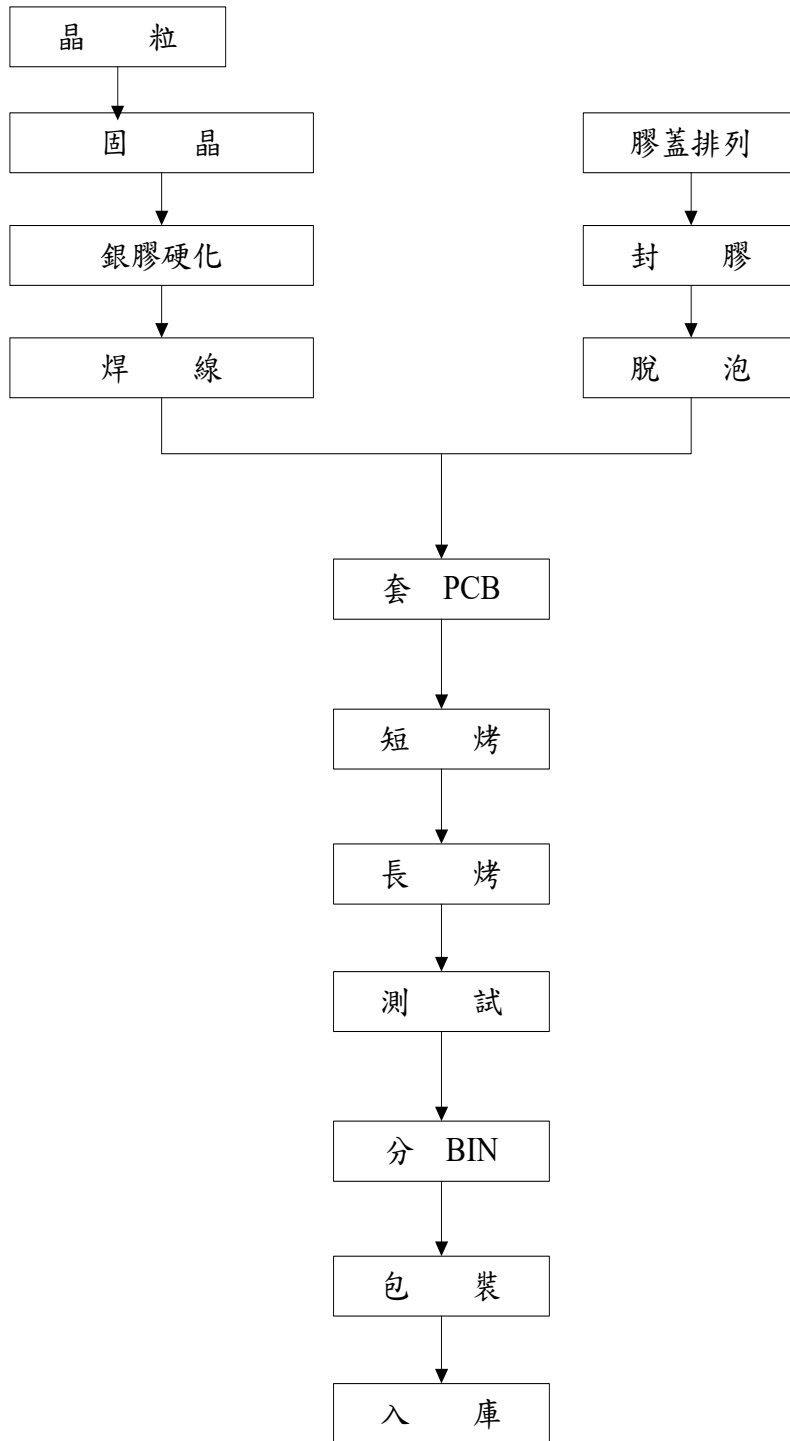 晶 粒
固 晶
銀膠硬化
焊 線
膠蓋排列
封 膠
脫 泡
套 PCB
短 烤
長 烤
測 試
分 BIN
包 裝
入 庫